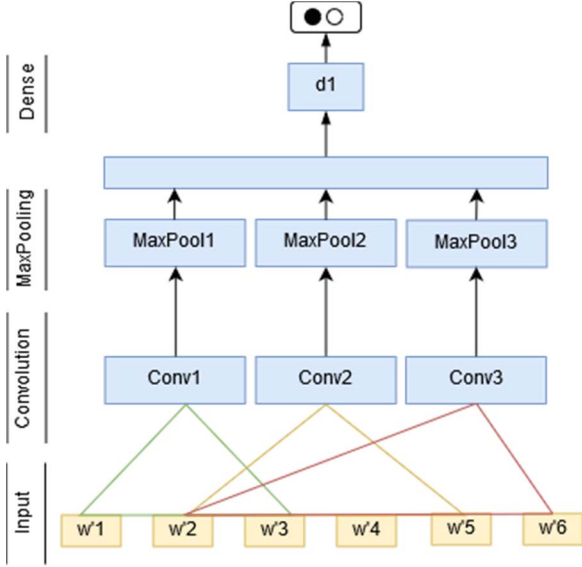 Dense
d1
MaxPooling
MaxPool1 MaxPool2 MaxPool3
Convolution
Conv1 Conv2 Conv3
Input
w'1 w'2 w'3 w'4 w'5 w'6